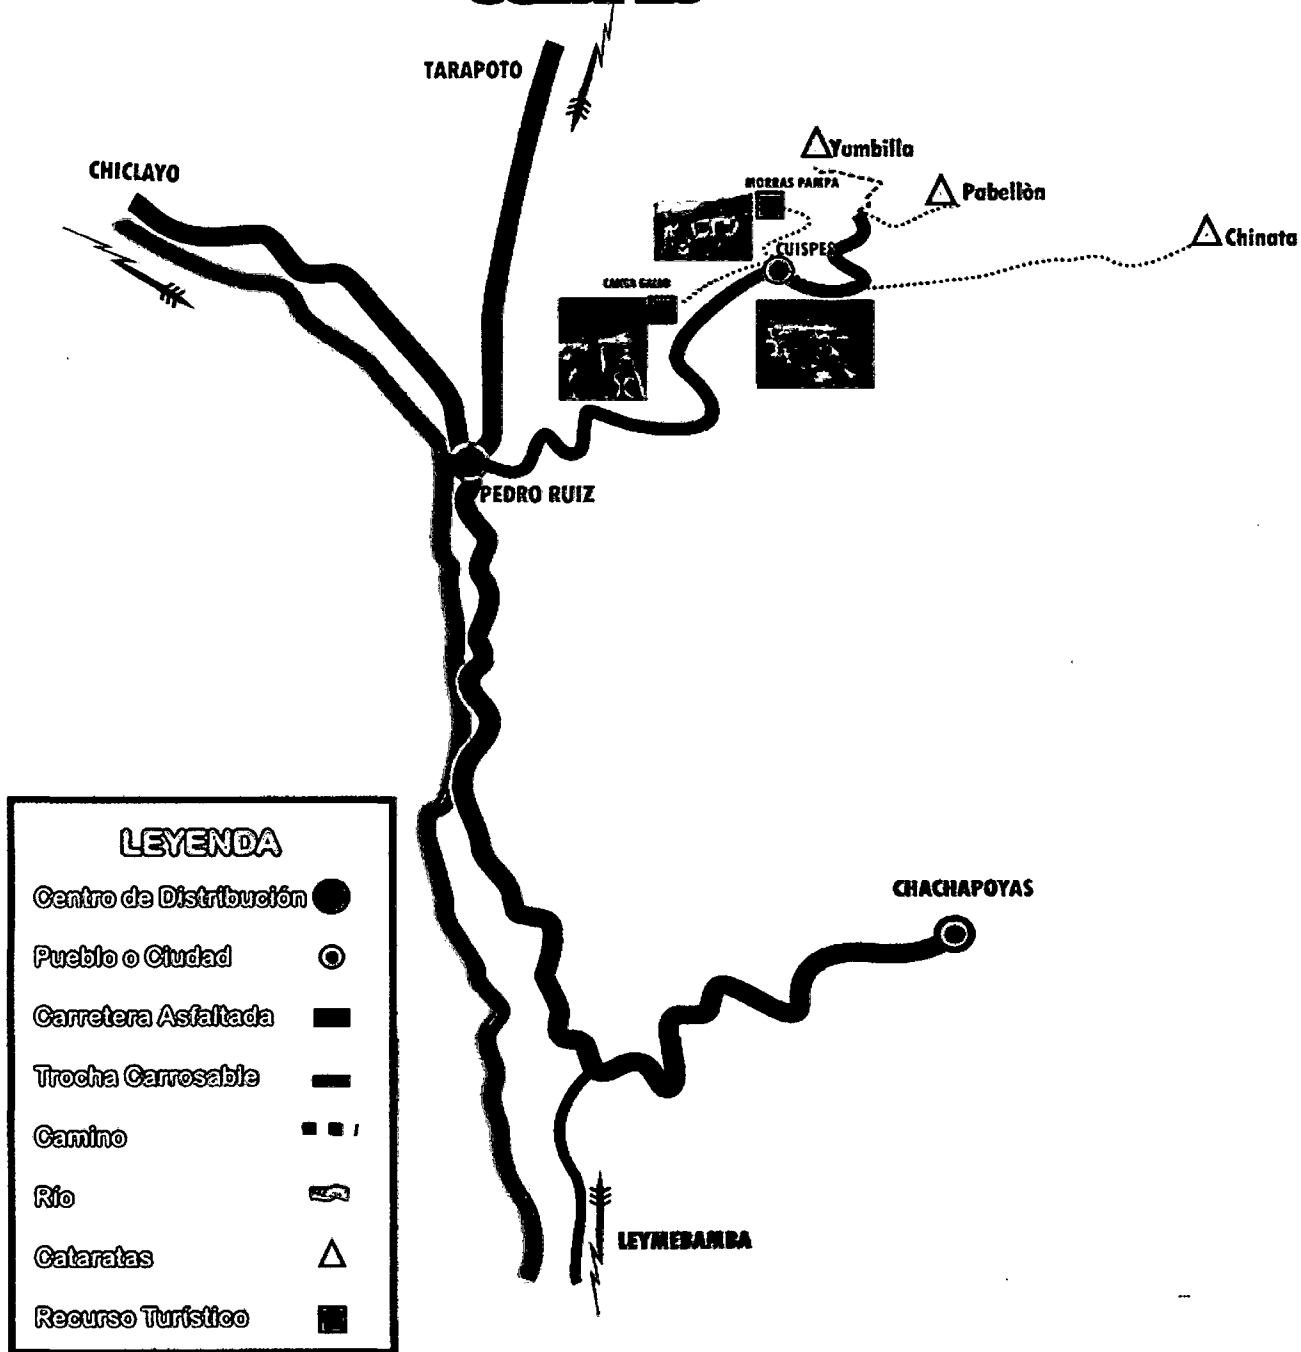 TARAPOTO
CHICLAYO
Yumbilla
MORRAS PAMPA
Pabellòn
Chinata
CUISPES
PEDRO RUIZ
CHACHAPOYAS
LEYMEBAMBA
LEYENDA
Centro de Distribución
Pueblo o Ciudad
Carretera Asfaltada
Trocha Carrosable
Camino
Río
Cataratas
Recurso Turístico